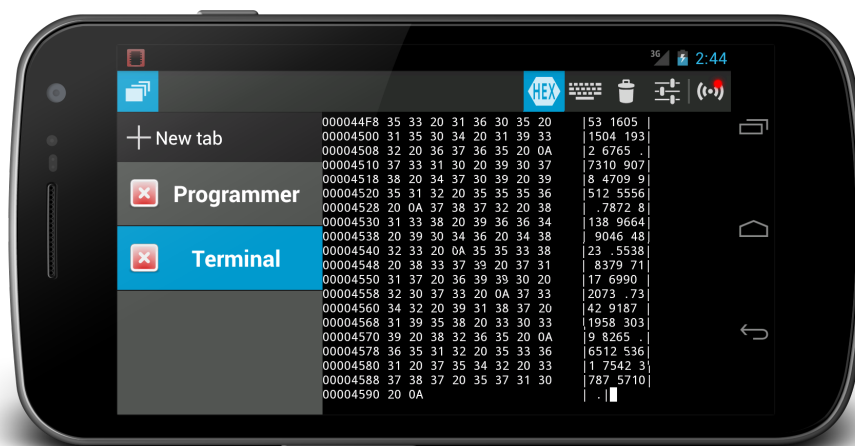 3G 2:44
HEX
New tab
Programmer
Terminal
000044F8 35 33 20 31 36 30 35 20 |53 1605 |
00004500 31 35 30 34 20 31 39 33 |1504 193|
00004508 32 20 36 37 36 35 20 0A |2 6765 .|
00004510 37 33 31 30 20 39 30 37 |7310 907|
00004518 38 20 34 37 30 39 20 39 |8 4709 9|
00004520 35 31 32 20 35 35 35 36 |512 5556|
00004528 20 0A 37 38 37 32 20 38 | .7872 8|
00004530 31 33 38 20 39 36 36 34 |138 9664|
00004538 20 39 30 34 36 20 34 38 | 9046 48|
00004540 32 33 20 0A 35 35 33 38 |23 .5538|
00004548 20 38 33 37 39 20 37 31 | 8379 71|
00004550 31 37 20 36 39 39 30 20 |17 6990 |
00004558 32 30 37 33 20 0A 37 33 |2073 .73|
00004560 34 32 20 39 31 38 37 20 |42 9187 |
00004568 31 39 35 38 20 33 30 33 |1958 303|
00004570 39 20 38 32 36 35 20 0A |9 8265 .|
00004578 36 35 31 32 20 35 33 36 |6512 536|
00004580 31 20 37 35 34 32 20 33 |1 7542 3|
00004588 37 38 37 20 35 37 31 30 |787 5710|
00004590 20 0A | .|